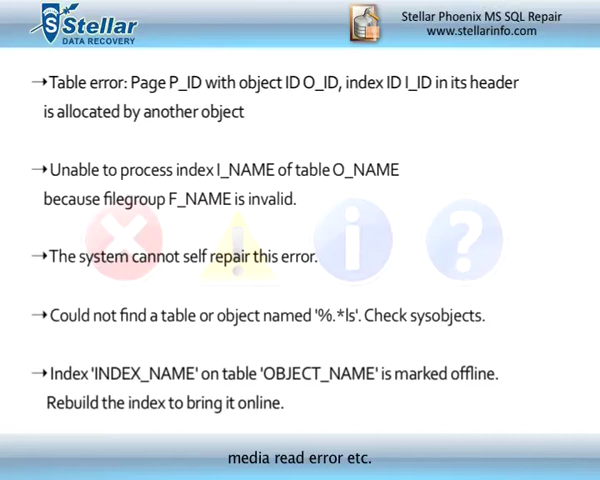 Stellar
DATA RECOVERY
Stellar Phoenix MS SQL Repair
www.stellarinfo.com
→Table error: Page P_ID with object ID O_ID, index ID I_ID in its header
is allocated by another object
→Unable to process index I_NAME of table O_NAME
because filegroup F_NAME is invalid.
→The system cannot self repair this error.
→Could not find a table or object named '%.*ls'. Check sysobjects.
→Index 'INDEX_NAME' on table 'OBJECT_NAME' is marked offline.
Rebuild the index to bring it online.
media read error etc.